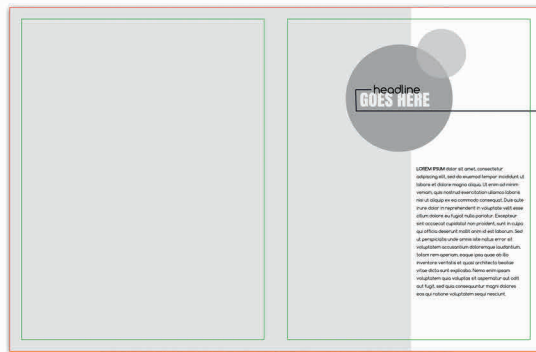 headline
GOES HERE
LOREM IPSUM dolor sit amet, consectetur
adipiscing elit, sed do eiusmod tempor incididunt ut
labore et dolore magna aliqua. Ut enim ad minim
veniam, quis nostrud exercitation ullamco laboris
nisi ut aliquip ex ea commodo consequat. Duis aute
irure dolor in reprehenderit in voluptate velit esse
cillum dolore eu fugiat nulla pariatur. Excepteur
sint occaecat cupidatat non proident, sunt in culpa
qui officia deserunt mollit anim id est laborum. Sed
ut perspiciatis unde omnis iste natus error sit
voluptatem accusantium doloremque laudantium,
totam rem aperiam, eaque ipsa quae ab illo
inventore veritatis et quasi architecto beatae
vitae dicta sunt explicabo. Nemo enim ipsam
voluptatem quia voluptas sit aspernatur aut odit
aut fugit, sed quia consequuntur magni dolores
eos qui ratione voluptatem sequi nesciunt.